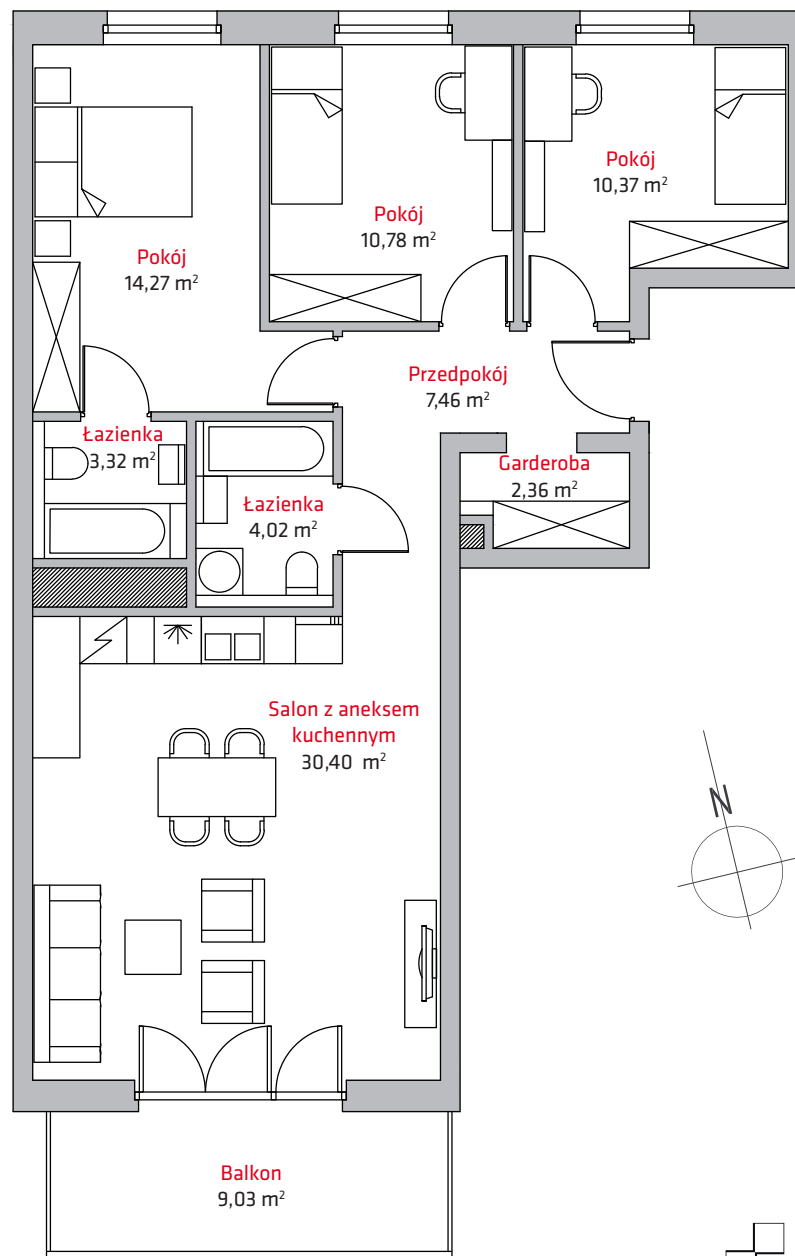 Pokój
10,37 m²
Pokój
10,78 m²
Pokój
14,27 m²
Przedpokój
7,46 m²
Łazienka
3,32 m²
Garderoba
2,36 m²
Łazienka
4,02 m²
Salon z aneksem
kuchennym
30,40 m²
N
Balkon
9,03 m²